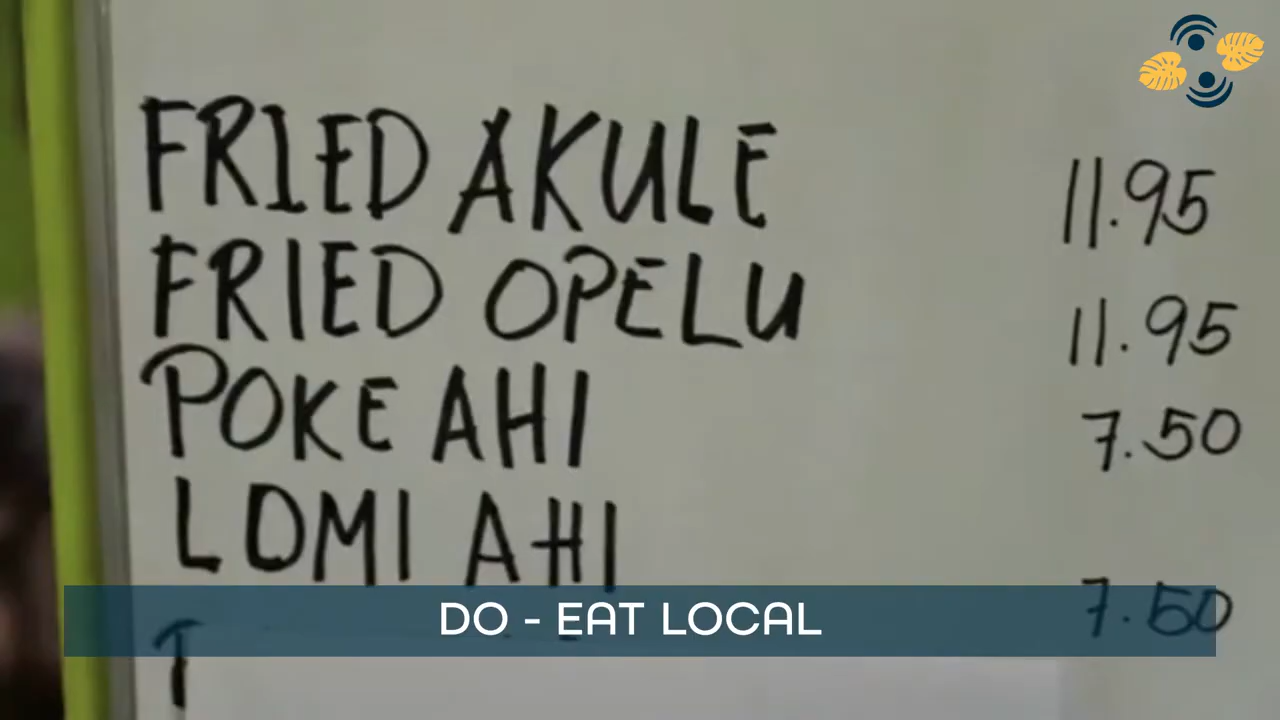 FRIED AKULE 11.95
FRIED OPELU 11.95
POKE AHI 7.50
LOMI AHI 7.50
DO - EAT LOCAL